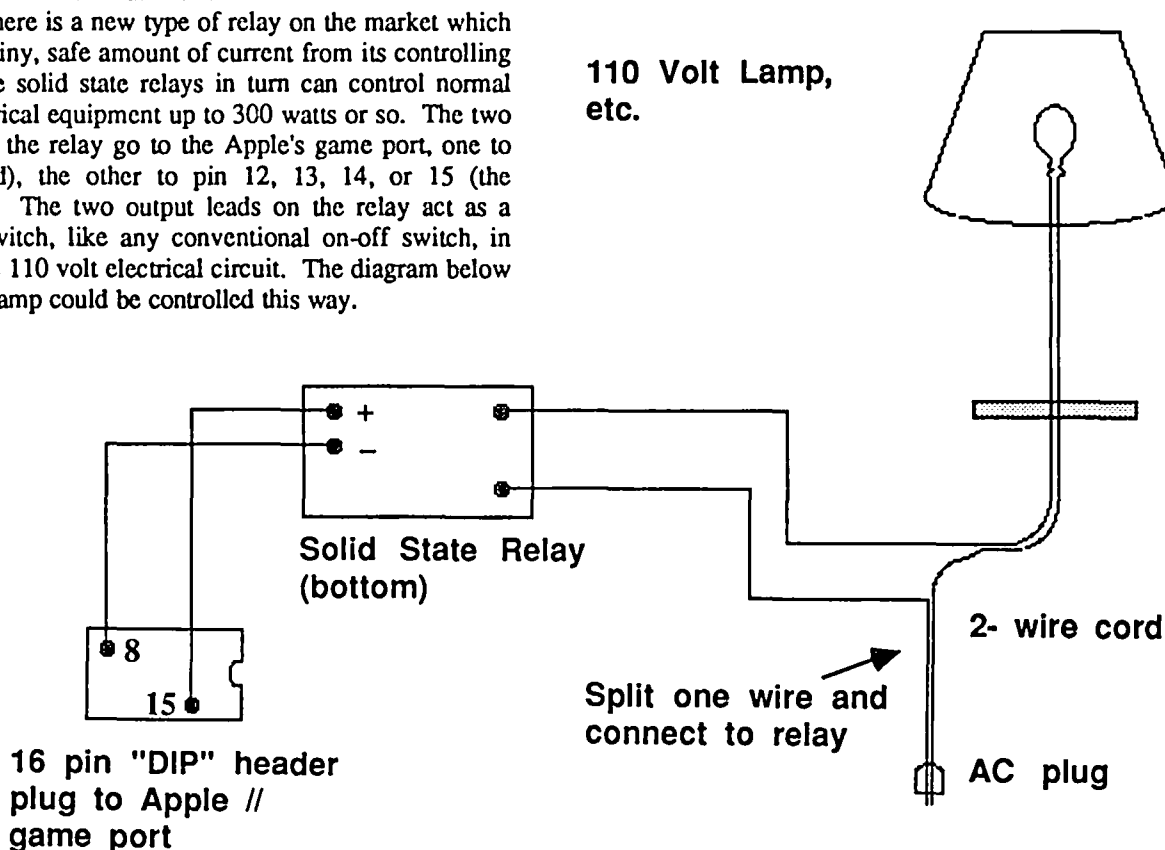 here is a new type of relay on the market which
iny, safe amount of current from its controlling
e solid state relays in turn can control normal
rical equipment up to 300 watts or so. The two
the relay go to the Apple's game port, one to
d), the other to pin 12, 13, 14, or 15 (the
The two output leads on the relay act as a
witch, like any conventional on-off switch, in
110 volt electrical circuit. The diagram below
amp could be controlled this way.
110 Volt Lamp,
etc.
+
−
Solid State Relay
(bottom)
8
15
16 pin "DIP" header
plug to Apple //
game port
Split one wire and
connect to relay
2- wire cord
AC plug